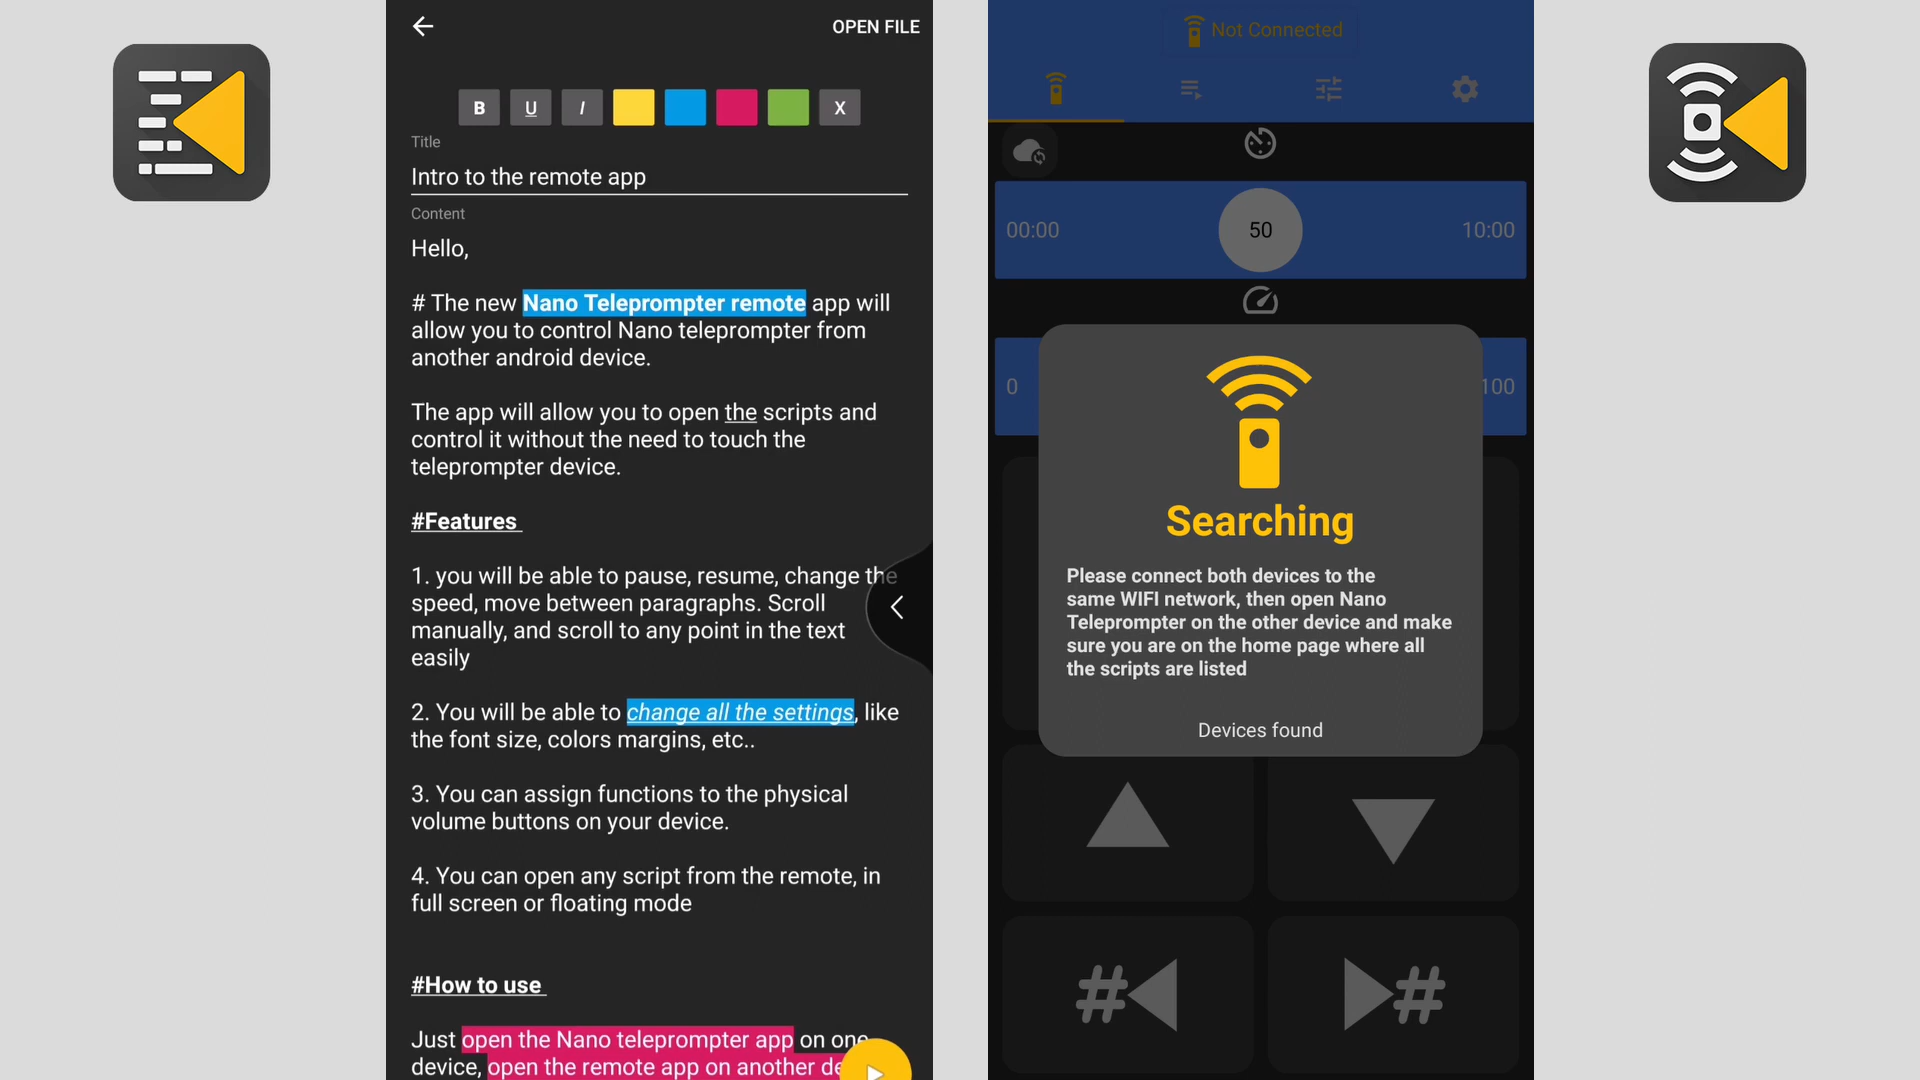 OPEN FILE
B U I X
Title
Intro to the remote app
Content
Hello,
# The new Nano Teleprompter remote app will
allow you to control Nano teleprompter from
another android device.
The app will allow you to open the scripts and
control it without the need to touch the
teleprompter device.
#Features
1. you will be able to pause, resume, change the
speed, move between paragraphs. Scroll
manually, and scroll to any point in the text
easily
2. You will be able to change all the settings, like
the font size, colors margins, etc..
3. You can assign functions to the physical
volume buttons on your device.
4. You can open any script from the remote, in
full screen or floating mode
#How to use
Just open the Nano teleprompter app on one
device, open the remote app on another de
Not Connected
00:00 50 10:00
0 100
Searching
Please connect both devices to the
same WIFI network, then open Nano
Teleprompter on the other device and make
sure you are on the home page where all
the scripts are listed
Devices found
# #